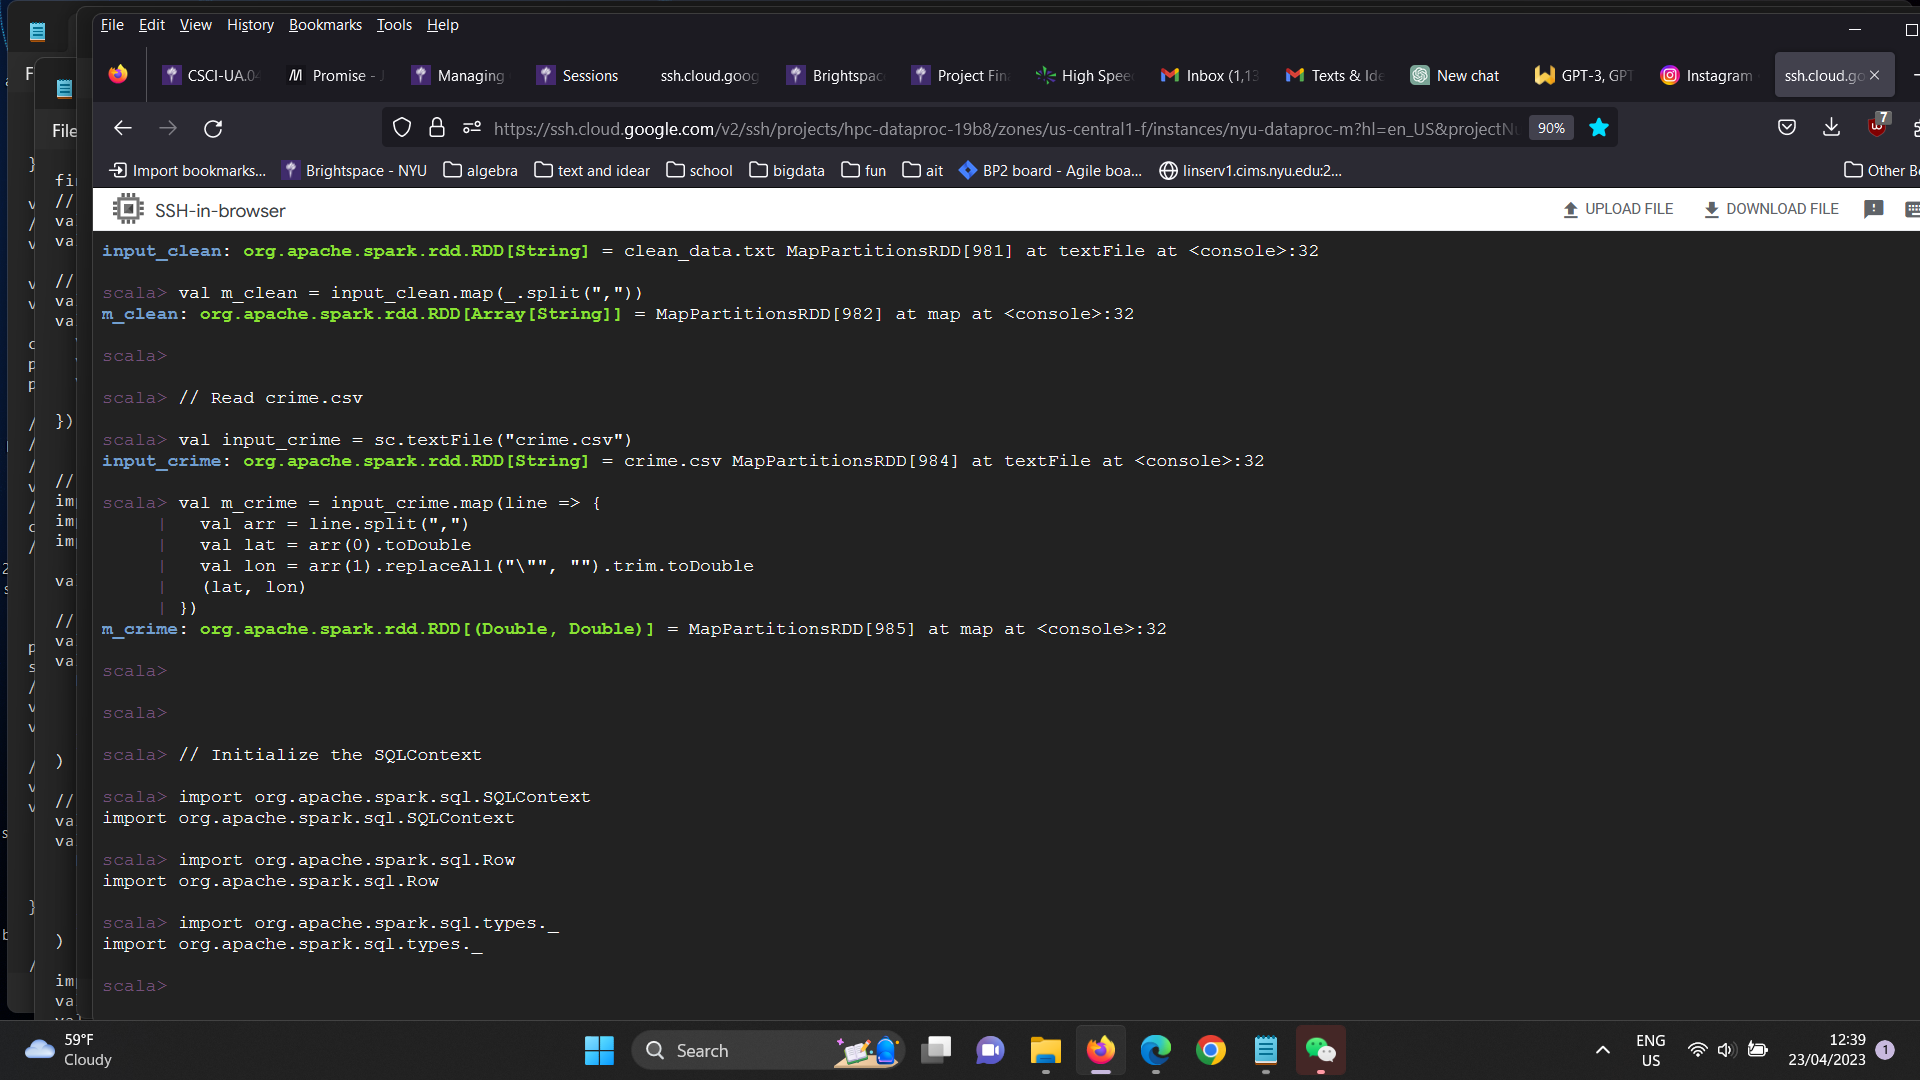 File Edit View History Bookmarks Tools Help
CSCI-UA.04 Promise - J Managing Sessions ssh.cloud.goog Brightspac Project Fina High Spee Inbox (1,13 Texts & Ide New chat GPT-3, GPT Instagram ssh.cloud.go
https://ssh.cloud.google.com/v2/ssh/projects/hpc-dataproc-19b8/zones/us-central1-f/instances/nyu-dataproc-m?hl=en_US&projectNu 90% 7
Import bookmarks... Brightspace - NYU algebra text and idear school bigdata fun ait BP2 board - Agile boa... linserv1.cims.nyu.edu:2... Other Bo
SSH-in-browser UPLOAD FILE DOWNLOAD FILE
input_clean: org.apache.spark.rdd.RDD[String] = clean_data.txt MapPartitionsRDD[981] at textFile at <console>:32
scala> val m_clean = input_clean.map(_.split(","))
m_clean: org.apache.spark.rdd.RDD[Array[String]] = MapPartitionsRDD[982] at map at <console>:32
scala>
scala> // Read crime.csv
scala> val input_crime = sc.textFile("crime.csv")
input_crime: org.apache.spark.rdd.RDD[String] = crime.csv MapPartitionsRDD[984] at textFile at <console>:32
scala> val m_crime = input_crime.map(line => {
| val arr = line.split(",")
| val lat = arr(0).toDouble
| val lon = arr(1).replaceAll("\"", "").trim.toDouble
| (lat, lon)
| })
m_crime: org.apache.spark.rdd.RDD[(Double, Double)] = MapPartitionsRDD[985] at map at <console>:32
scala>
scala>
scala> // Initialize the SQLContext
scala> import org.apache.spark.sql.SQLContext
import org.apache.spark.sql.SQLContext
scala> import org.apache.spark.sql.Row
import org.apache.spark.sql.Row
scala> import org.apache.spark.sql.types._
import org.apache.spark.sql.types._
scala>
File
59°F
Cloudy
Search
ENG
US
12:39
23/04/2023
1